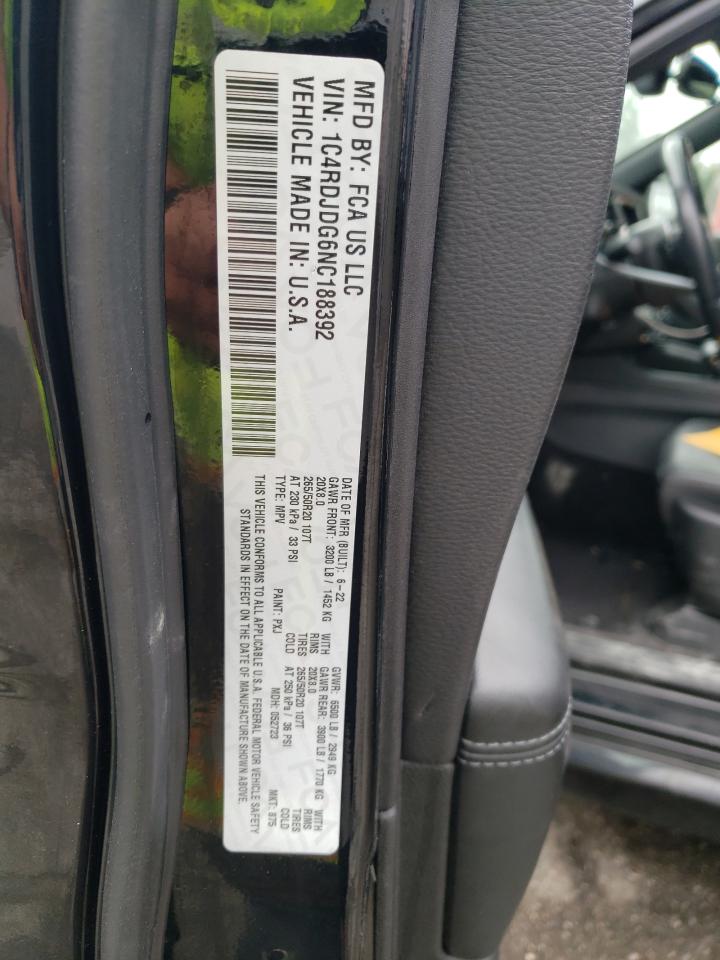 MFD BY: FCA US LLC
VIN: 1C4RDJDG6NC188392
VEHICLE MADE IN: U.S.A.
DATE OF MFR (BUILT): 6-22 GVWR: 6500 LB / 2949 KG
GAWR FRONT: 3200 LB / 1452 KG WITH GAWR REAR: 3900 LB / 1770 KG WITH
20X8.0 RIMS 20X8.0 RIMS
265/50R20 107T TIRES 265/50R20 107T TIRES
AT 230 kPa / 33 PSI COLD AT 250 kPa / 36 PSI COLD
TYPE: MPV PAINT: PXJ MDH: 052723 MKT: 875
THIS VEHICLE CONFORMS TO ALL APPLICABLE U.S.A. FEDERAL MOTOR VEHICLE SAFETY
STANDARDS IN EFFECT ON THE DATE OF MANUFACTURE SHOWN ABOVE.